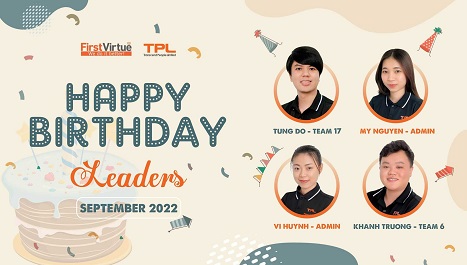 FirstVirtue
TPL
HAPPY
BIRTHDAY
Leaders
SEPTEMBER 2022
TUNG DO - TEAM 17
MY NGUYEN - ADMIN
VI HUYNH - ADMIN
KHANH TRUONG - TEAM 6